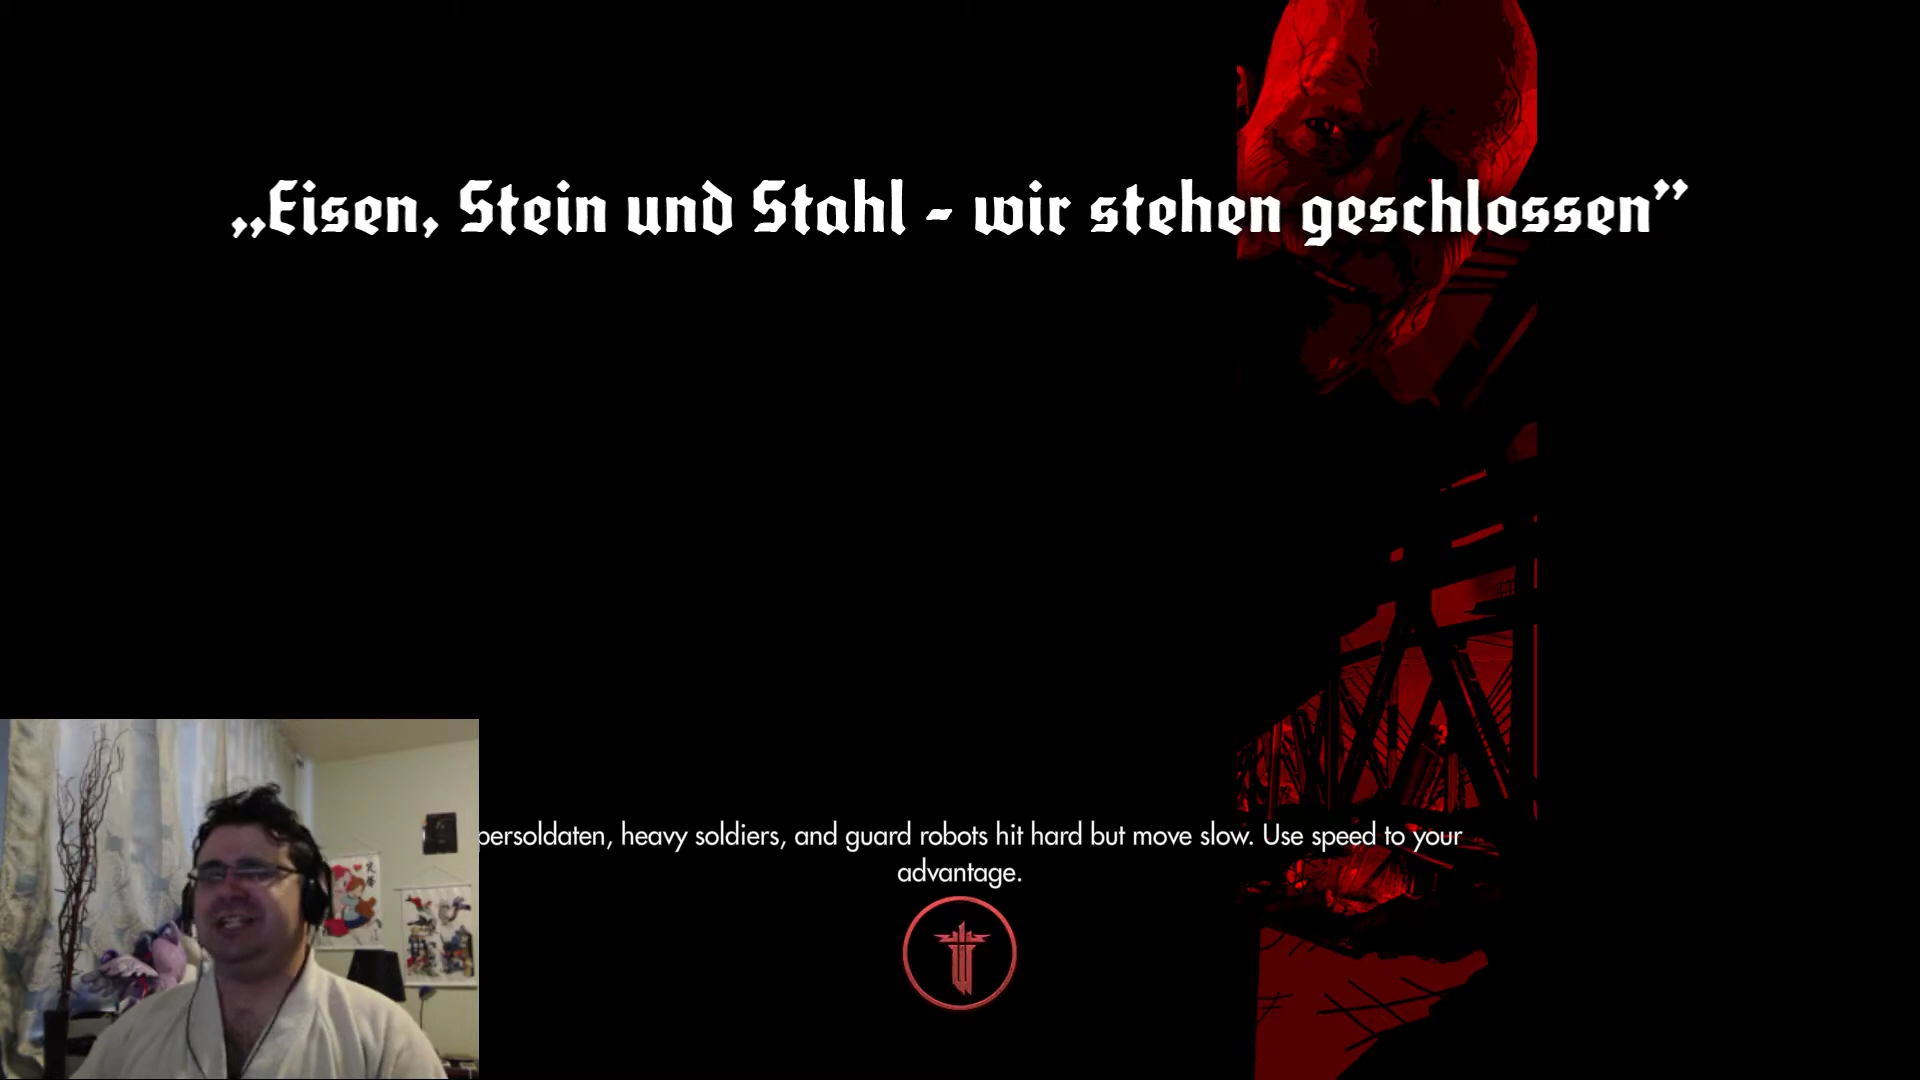 „Eisen, Stein und Stahl - wir stehen geschlossen”
persoldaten, heavy soldiers, and guard robots hit hard but move slow. Use speed to your
advantage.